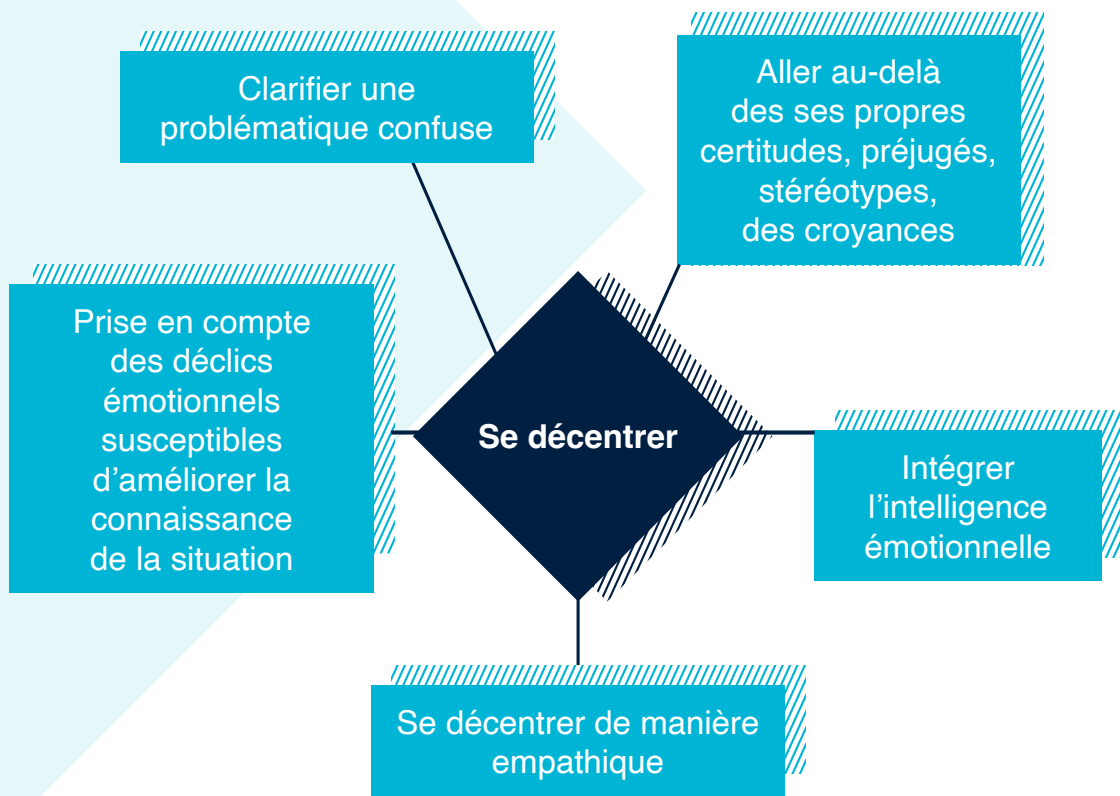 Clarifier une
problématique confuse
Aller au-delà
des ses propres
certitudes, préjugés,
stéréotypes,
des croyances
Prise en compte
des déclics
émotionnels
susceptibles
d’améliorer la
connaissance
de la situation
Se décentrer
Intégrer
l’intelligence
émotionnelle
Se décentrer de manière
empathique